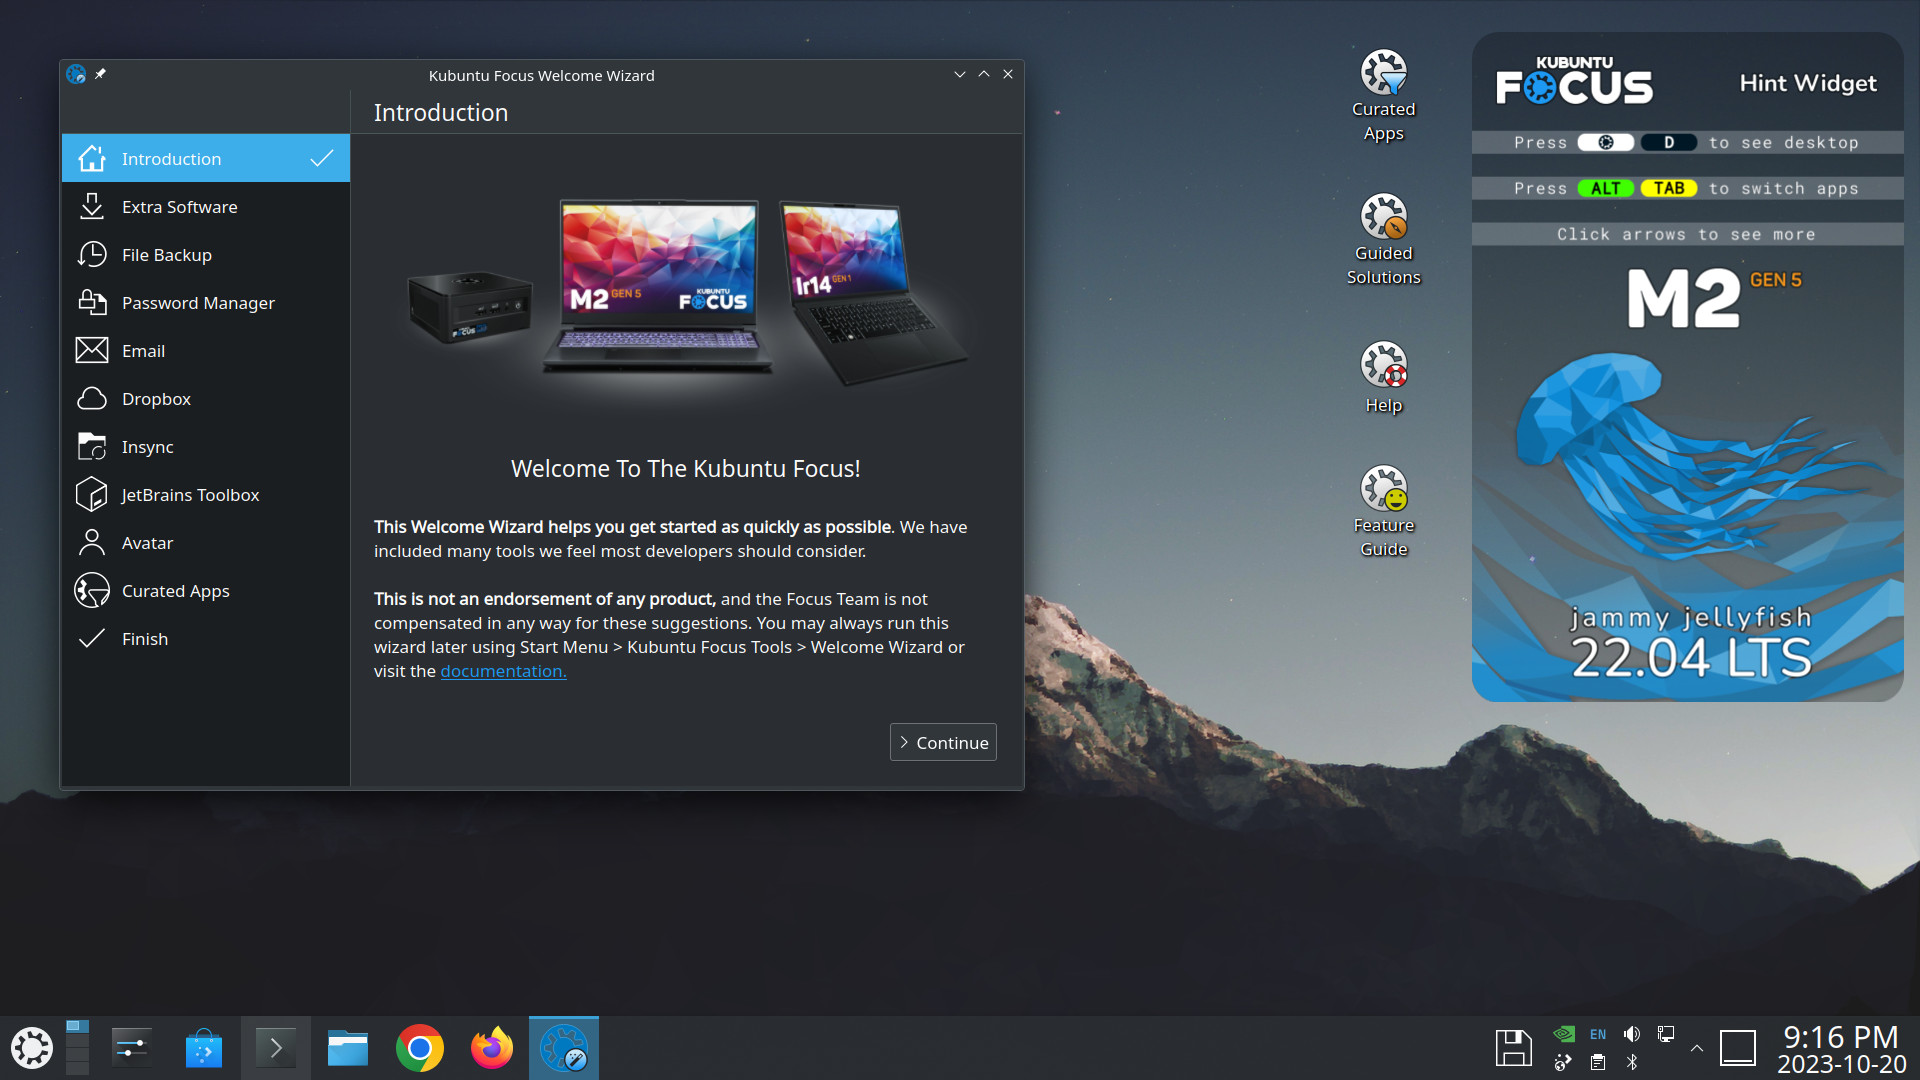 Kubuntu Focus Welcome Wizard
Introduction
Introduction
Extra Software
File Backup
Password Manager
Email
Dropbox
Insync
JetBrains Toolbox
Avatar
Curated Apps
Finish
M2 GEN 5
KUBUNTU
FOCUS
Ir14 GEN 1
FOCUS
Welcome To The Kubuntu Focus!
This Welcome Wizard helps you get started as quickly as possible. We have
included many tools we feel most developers should consider.
This is not an endorsement of any product, and the Focus Team is not
compensated in any way for these suggestions. You may always run this
wizard later using Start Menu > Kubuntu Focus Tools > Welcome Wizard or
visit the documentation.
Continue
Curated
Apps
Guided
Solutions
Help
Feature
Guide
KUBUNTU
FOCUS
Hint Widget
Press D to see desktop
Press ALT TAB to switch apps
Click arrows to see more
M2 GEN 5
jammy jellyfish
22.04 LTS
EN
9:16 PM
2023-10-20